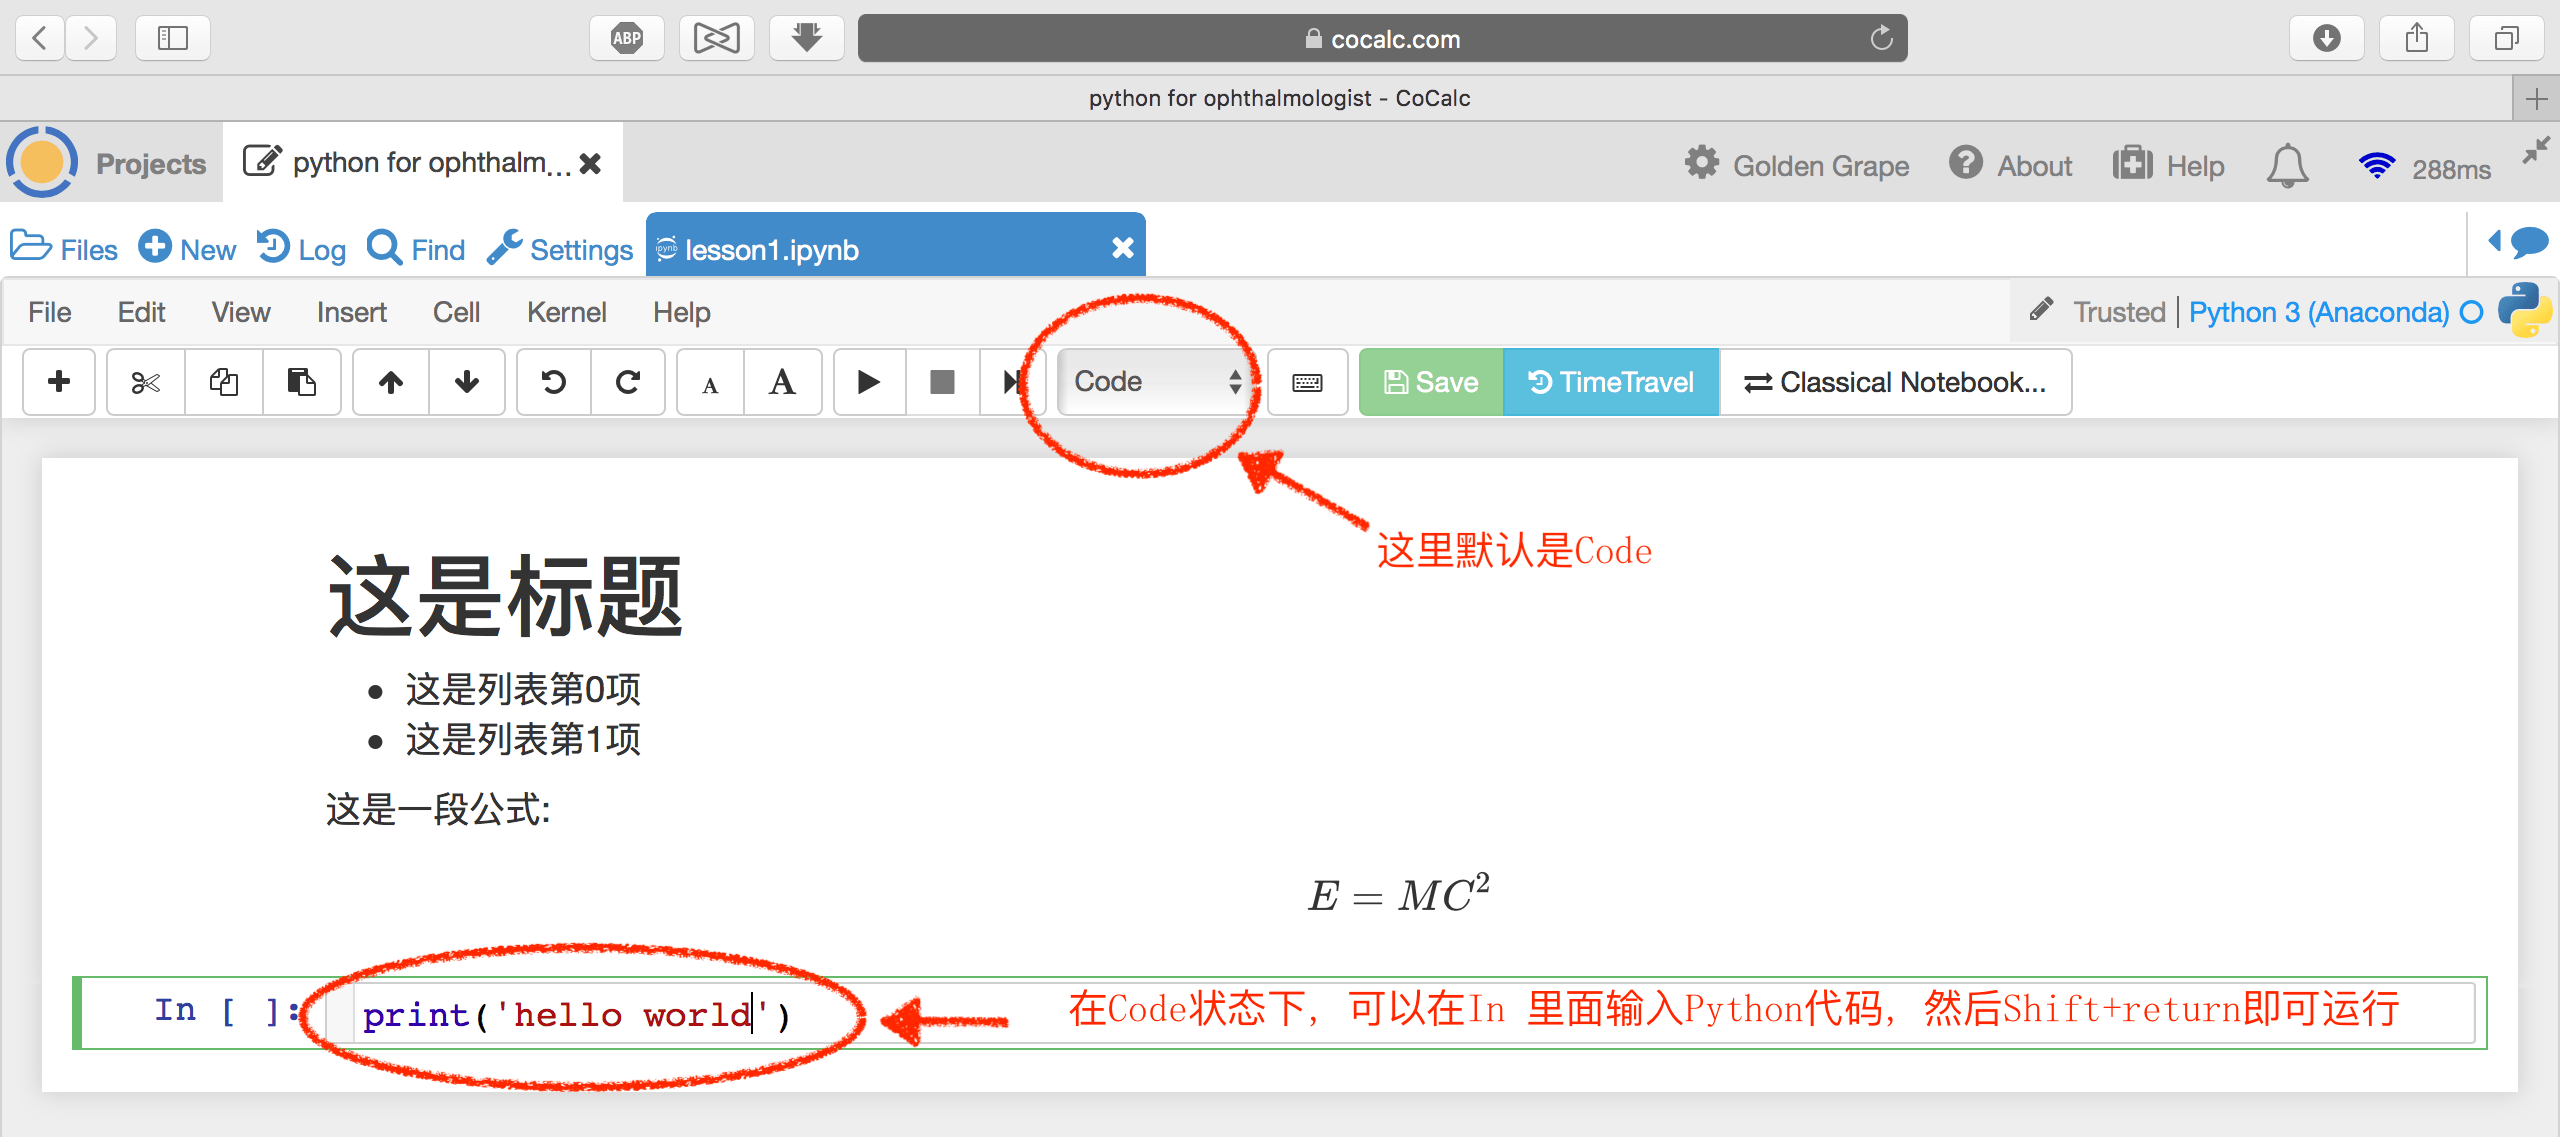 ABP
cocalc.com
python for ophthalmologist - CoCalc
Projects
python for ophthalm...
Golden Grape
About
Help
288ms
Files
New
Log
Find
Settings
ipynb
lesson1.ipynb
File Edit View Insert Cell Kernel Help
Trusted
Python 3 (Anaconda)
A
A
Code
Save
TimeTravel
Classical Notebook...
这里默认是Code
这是标题
这是列表第0项
这是列表第1项
这是一段公式:
E = MC²
In [ ]:
print('hello world')
在Code状态下，可以在In 里面输入Python代码，然后Shift+return即可运行